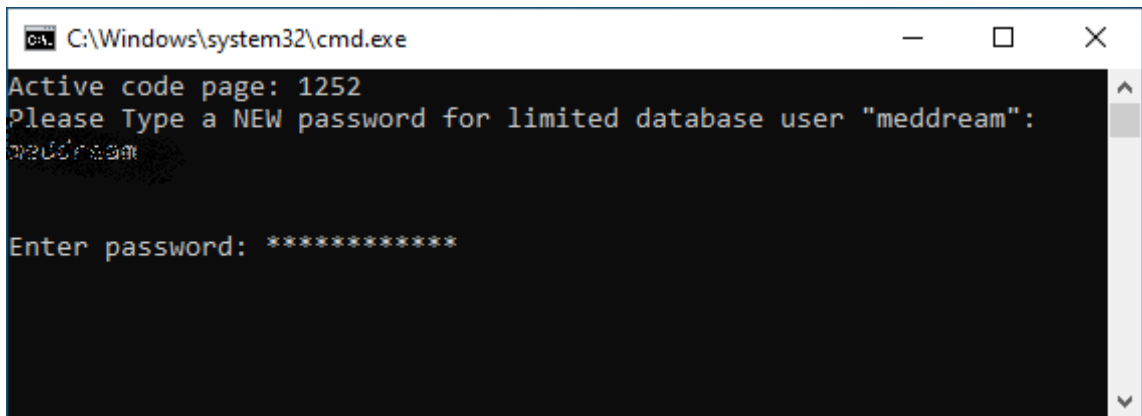 C:\Windows\system32\cmd.exe
Active code page: 1252
Please Type a NEW password for limited database user "meddream":
Enter password: ************